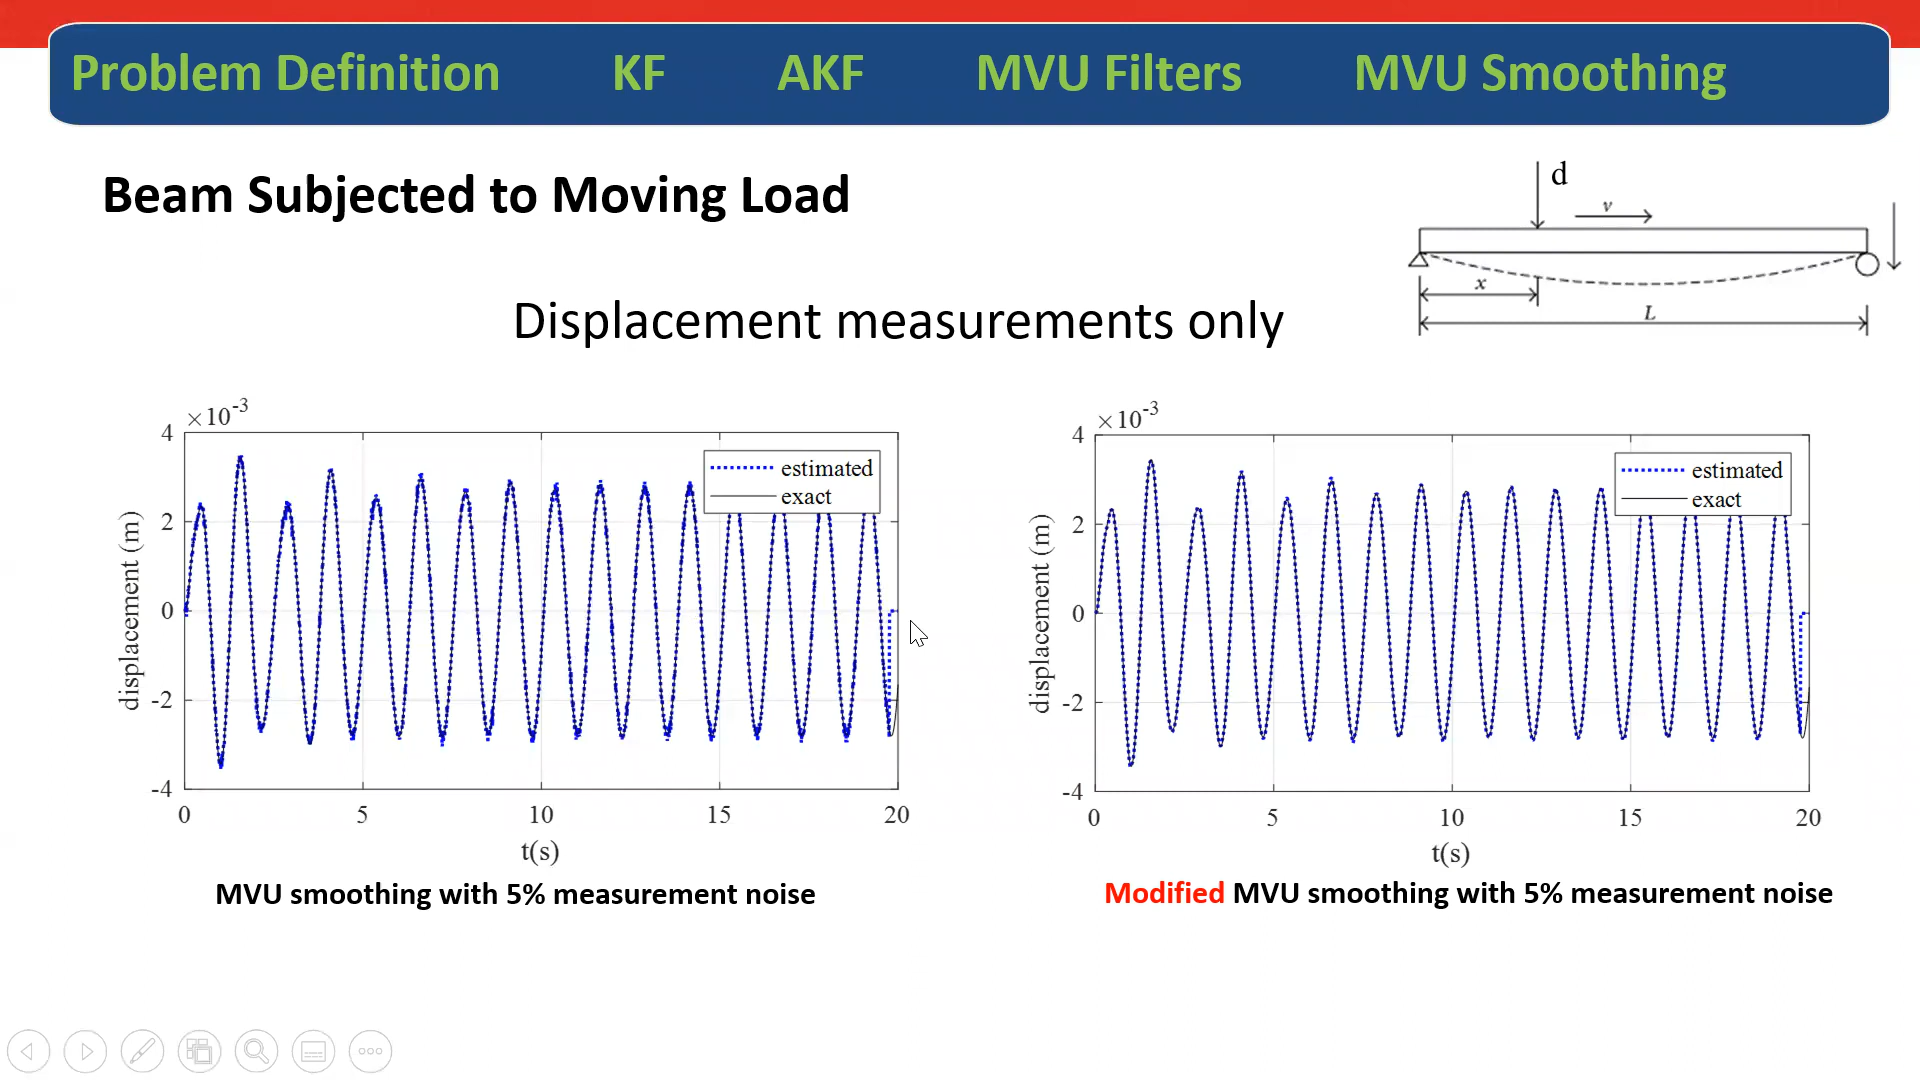 Problem Definition KF AKF MVU Filters MVU Smoothing
Beam Subjected to Moving Load
d
v
x
L
Displacement measurements only
×10⁻³
4
2
0
-2
-4
displacement (m)
estimated
exact
0 5 10 15 20
t(s)
MVU smoothing with 5% measurement noise
×10⁻³
4
2
0
-2
-4
displacement (m)
estimated
exact
0 5 10 15 20
t(s)
Modified MVU smoothing with 5% measurement noise